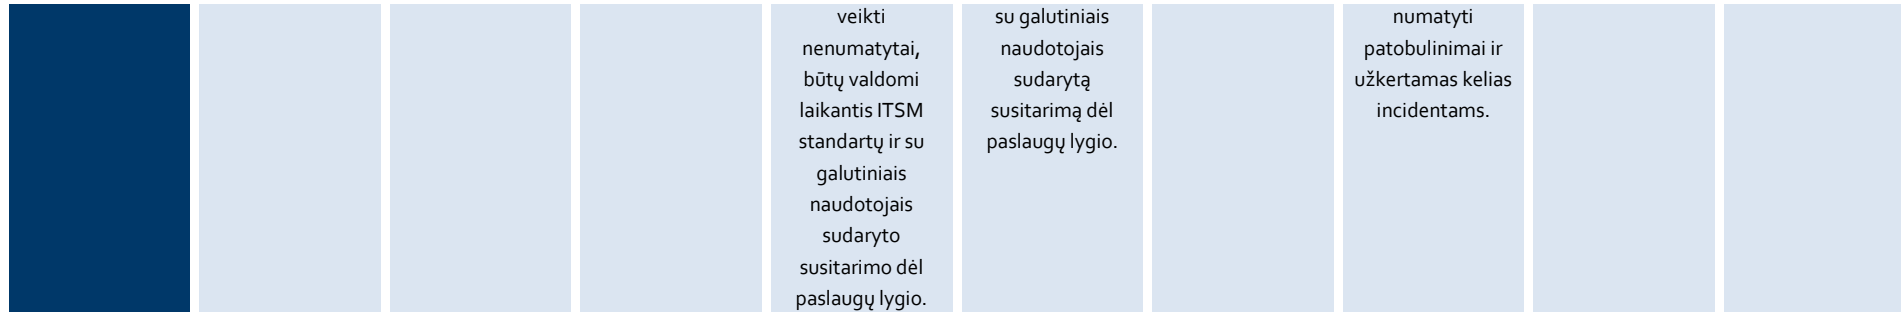 veikti
nenumatytai,
būtų valdomi
laikantis ITSM
standartų ir su
galutiniais
naudotojais
sudaryto
susitarimo dėl
paslaugų lygio.
su galutiniais
naudotojais
sudarytą
susitarimą dėl
paslaugų lygio.
numatyti
patobulinimai ir
užkertamas kelias
incidentams.